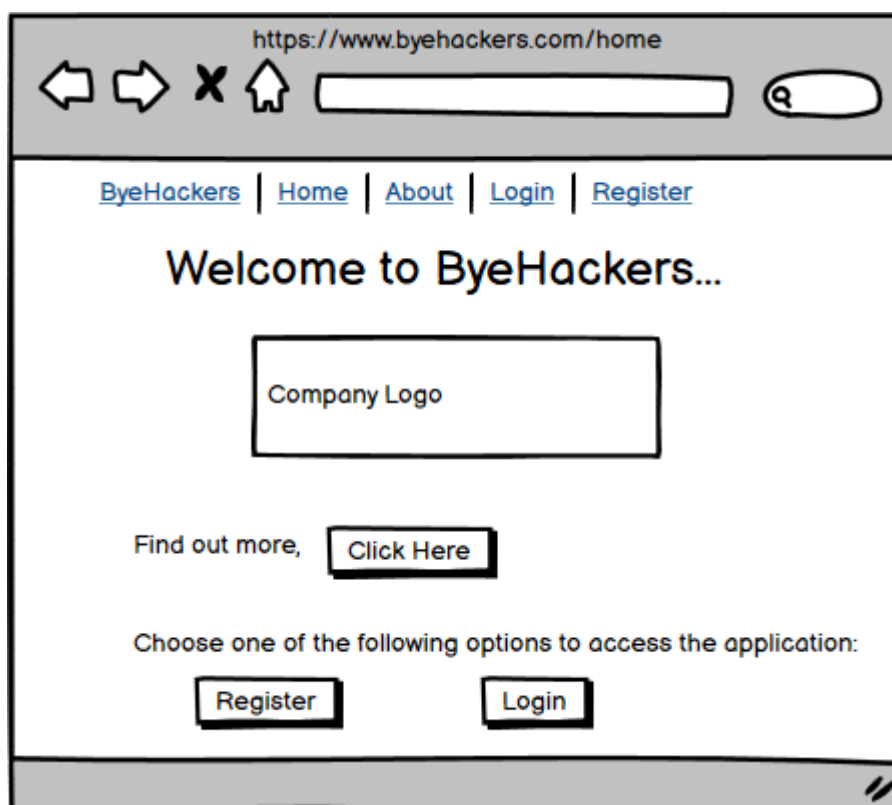 https://www.byehackers.com/home
ByeHackers | Home | About | Login | Register
Welcome to ByeHackers...
Company Logo
Find out more, Click Here
Choose one of the following options to access the application:
Register Login